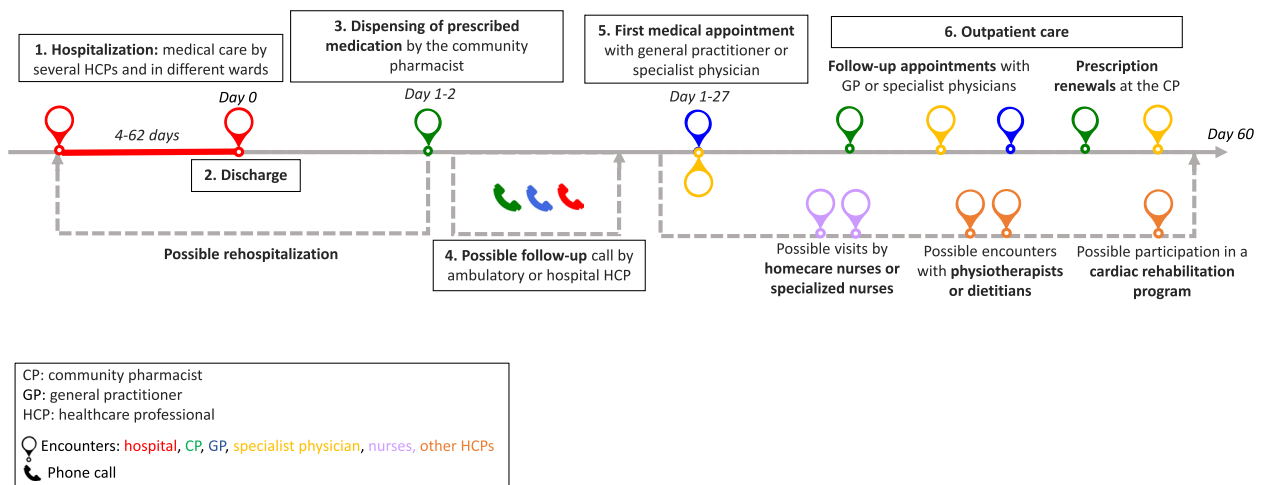 1. Hospitalization: medical care by
several HCPs and in different wards
Day 0
4-62 days
2. Discharge
3. Dispensing of prescribed
medication by the community
pharmacist
Day 1-2
Possible rehospitalization
4. Possible follow-up call by
ambulatory or hospital HCP
5. First medical appointment
with general practitioner or
specialist physician
Day 1-27
6. Outpatient care
Follow-up appointments with
GP or specialist physicians
Prescription
renewals at the CP
Day 60
Possible visits by
homecare nurses or
specialized nurses
Possible encounters
with physiotherapists
or dietitians
Possible participation in a
cardiac rehabilitation
program
CP: community pharmacist
GP: general practitioner
HCP: healthcare professional
Encounters: hospital, CP, GP, specialist physician, nurses, other HCPs
Phone call